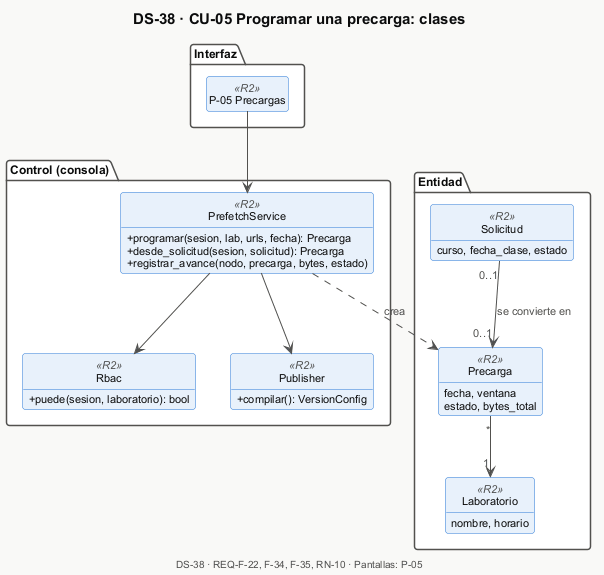 DS-38 · CU-05 Programar una precarga: clases
Interfaz
«R2»
P-05 Precargas
Control (consola)
«R2»
PrefetchService
+programar(sesion, lab, urls, fecha): Precarga
+desde_solicitud(sesion, solicitud): Precarga
+registrar_avance(nodo, precarga, bytes, estado)
«R2»
Rbac
+puede(sesion, laboratorio): bool
«R2»
Publisher
+compilar(): VersionConfig
crea
Entidad
«R2»
Solicitud
curso, fecha_clase, estado
0..1
se convierte en
0..1
«R2»
Precarga
fecha, ventana
estado, bytes_total
*
1
«R2»
Laboratorio
nombre, horario
DS-38 · REQ-F-22, F-34, F-35, RN-10 · Pantallas: P-05